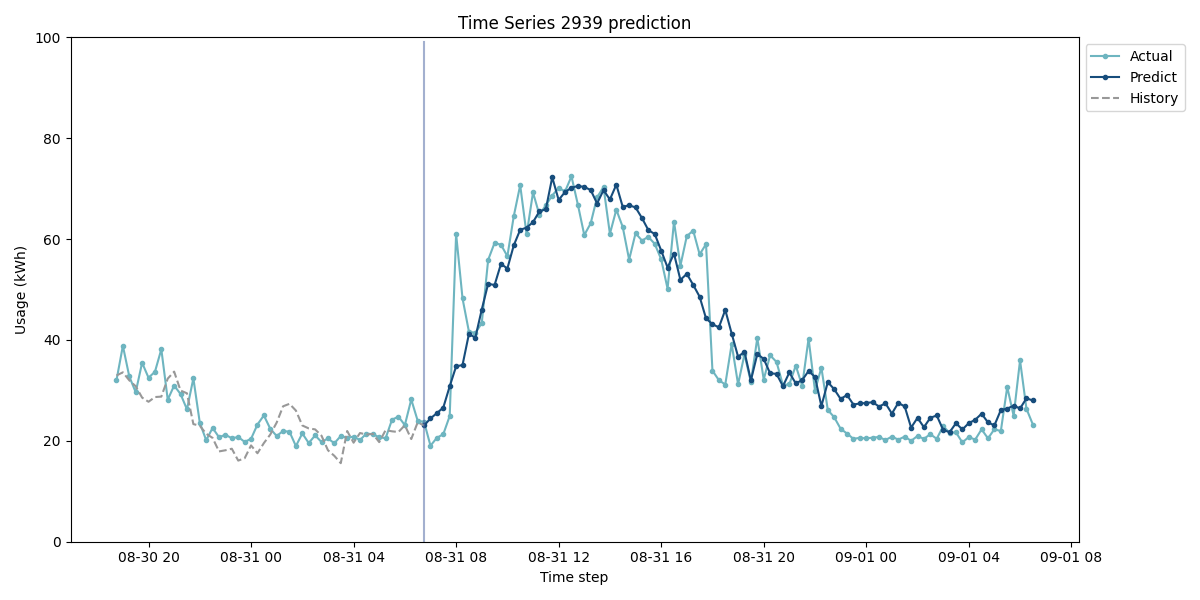 Time Series 2939 prediction
Actual
Predict
History
Usage (kWh)
100
80
60
40
20
0
08-30 20
08-31 00
08-31 04
08-31 08
08-31 12
08-31 16
08-31 20
09-01 00
09-01 04
09-01 08
Time step